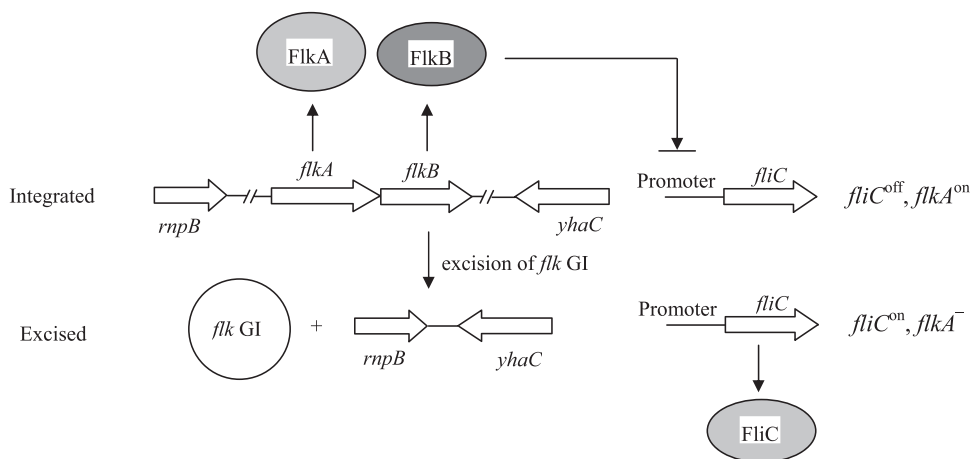 FlkA FlkB
flkA flkB
Promoter fliC
Integrated fliC^off, flkA^on
rnpB yhaC
excision of flk GI
Promoter fliC
Excised flk GI + fliC^on, flkA^−
rnpB yhaC
FliC